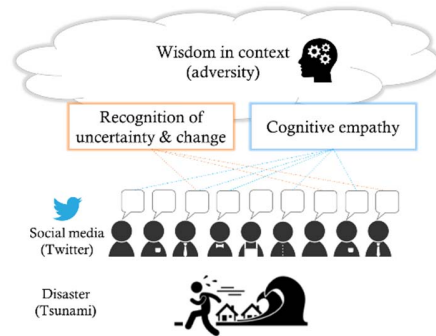 Wisdom in context
(adversity)
Recognition of
uncertainty & change
Cognitive empathy
Social media
(Twitter)
Disaster
(Tsunami)